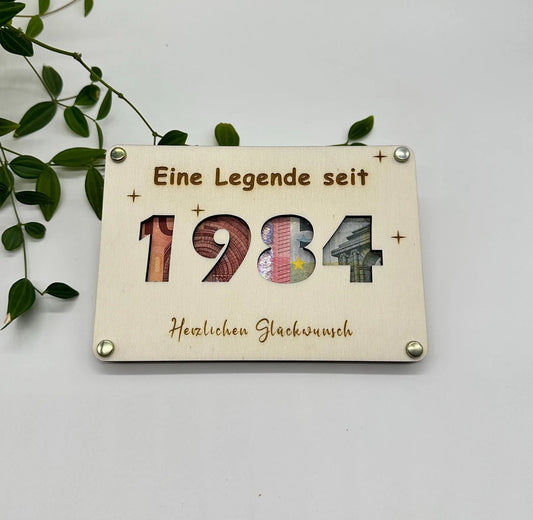 Eine Legende seit
1984
Herzlichen Glückwunsch